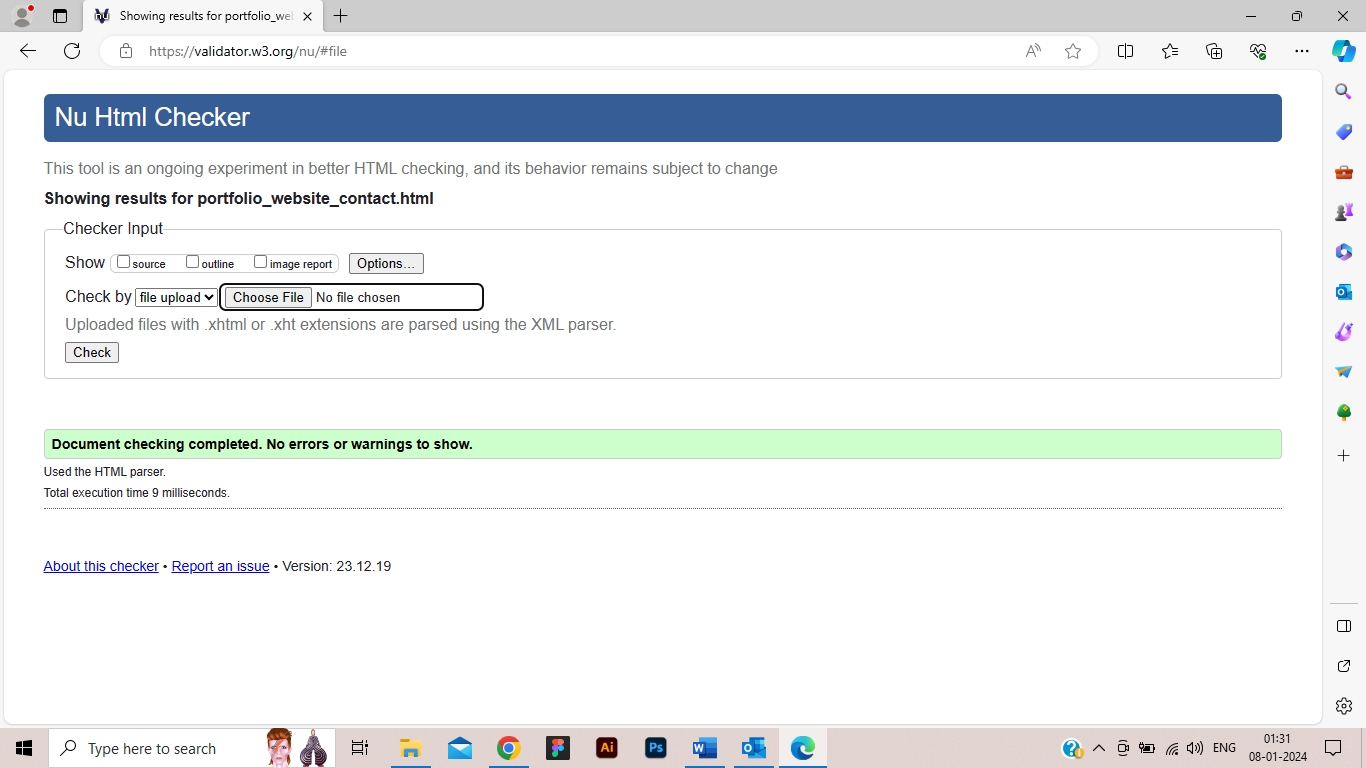 Showing results for portfolio_we
https://validator.w3.org/nu/#file
Nu Html Checker
This tool is an ongoing experiment in better HTML checking, and its behavior remains subject to change
Showing results for portfolio_website_contact.html
Checker Input
Show source outline image report Options...
Check by file upload Choose File No file chosen
Uploaded files with .xhtml or .xht extensions are parsed using the XML parser.
Check
Document checking completed. No errors or warnings to show.
Used the HTML parser.
Total execution time 9 milliseconds.
About this checker • Report an issue • Version: 23.12.19
Type here to search
Ai
Ps
W
ENG
01:31
08-01-2024